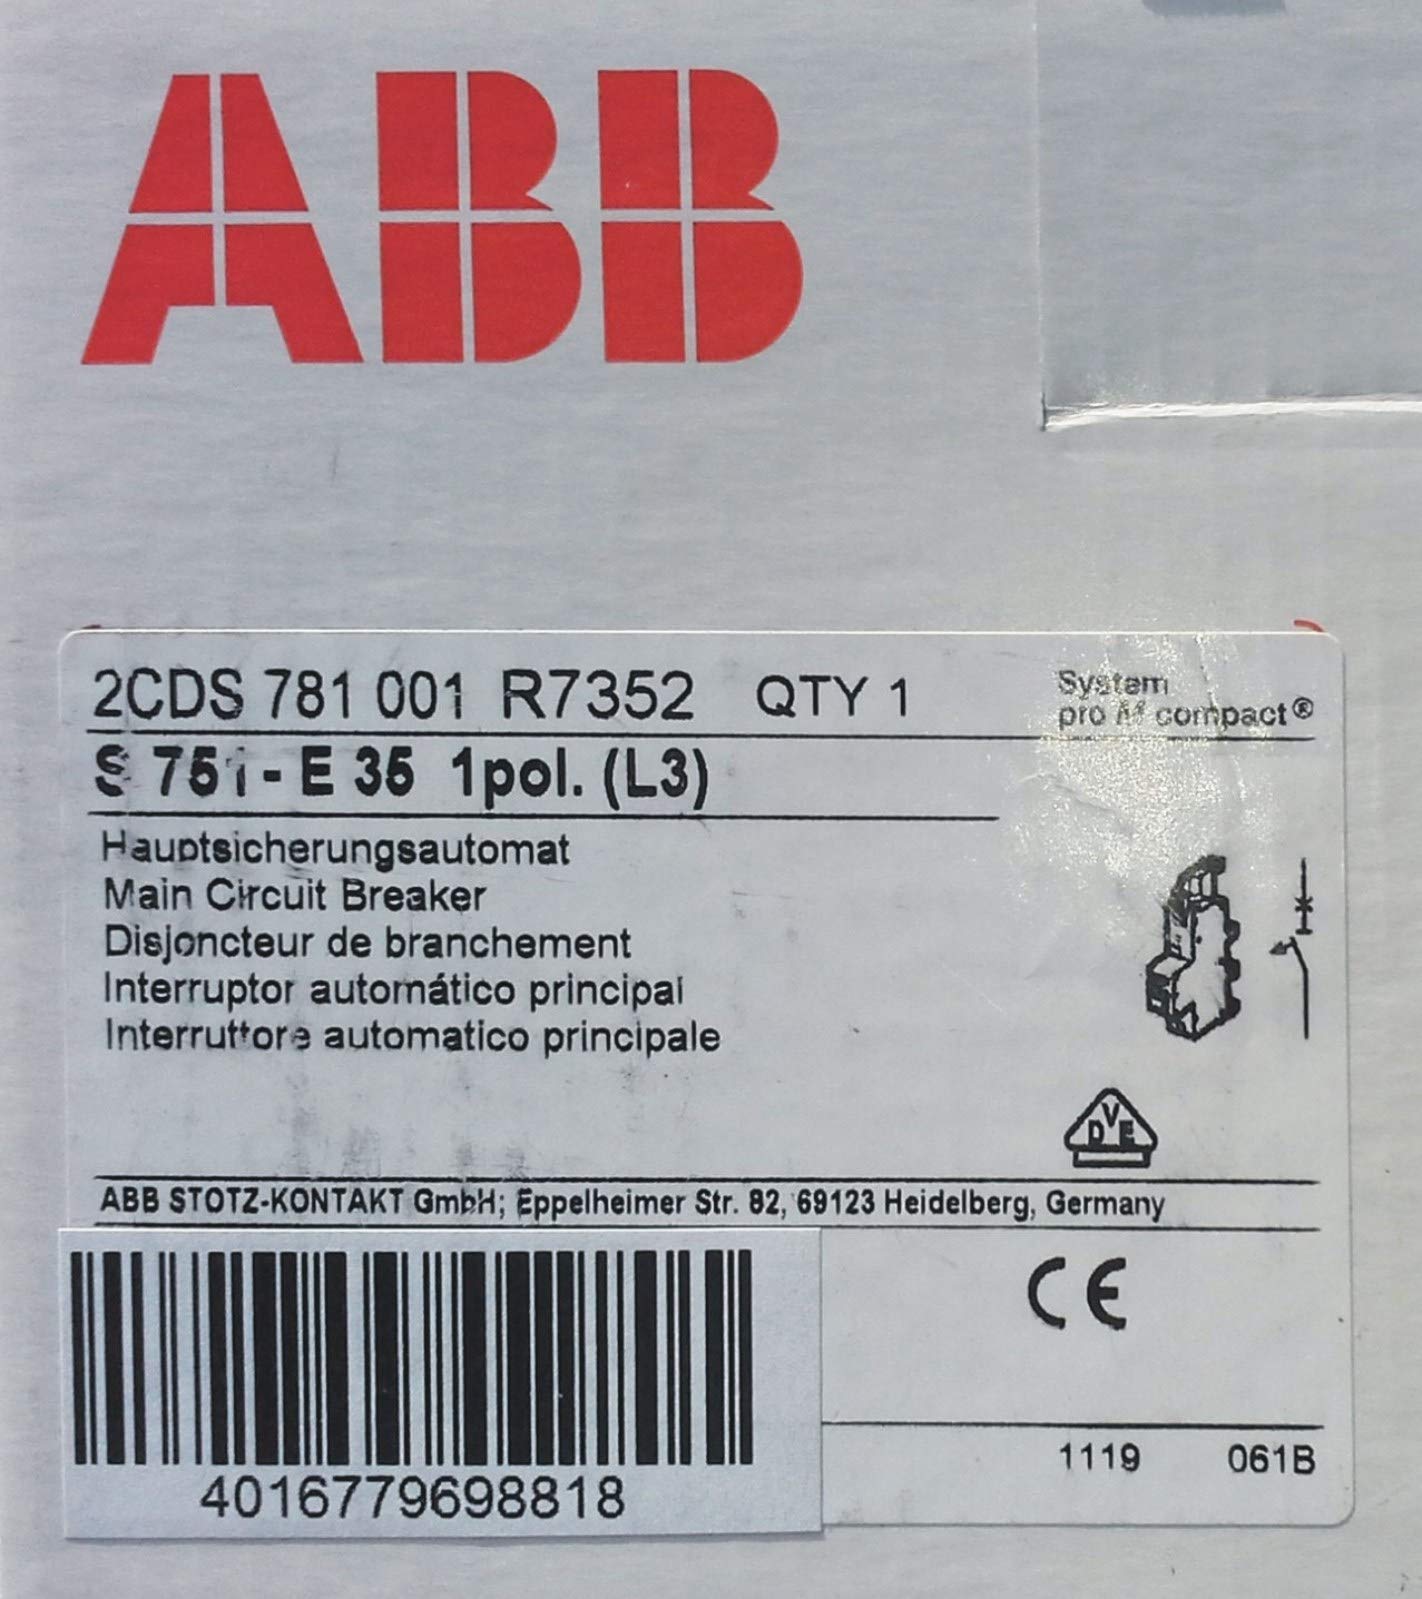 ABB
2CDS 781 001 R7352 QTY 1
System
pro M compact®
S 751-E 35 1pol. (L3)
Hauptsicherungsautomat
Main Circuit Breaker
Disjoncteur de branchement
Interruptor automático principal
Interruttore automatico principale
DVE
ABB STOTZ-KONTAKT GmbH; Eppelheimer Str. 82, 69123 Heidelberg, Germany
CE
4016779698818
1119 061B